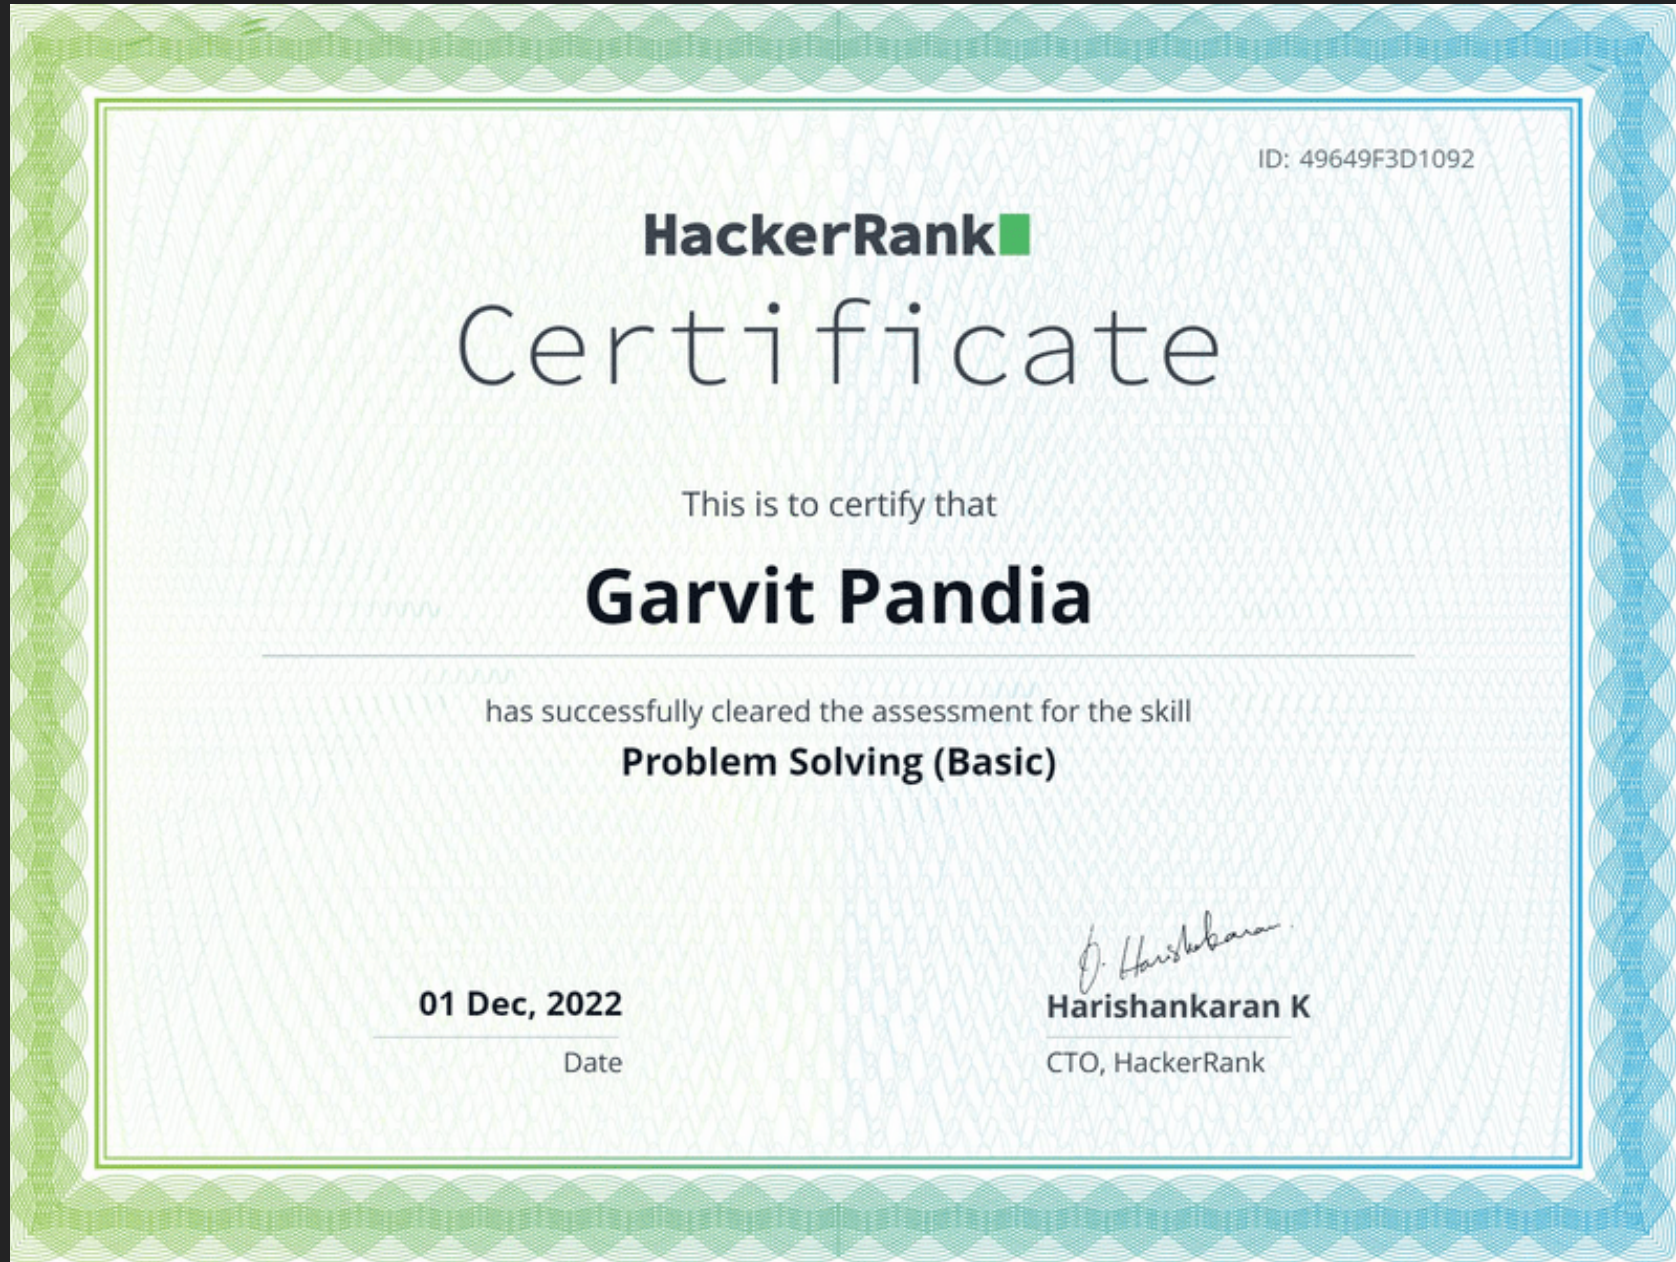 ID: 49649F3D1092
HackerRank
Certificate
This is to certify that
Garvit Pandia
has successfully cleared the assessment for the skill
Problem Solving (Basic)
01 Dec, 2022
Date
Harishankaran K
CTO, HackerRank